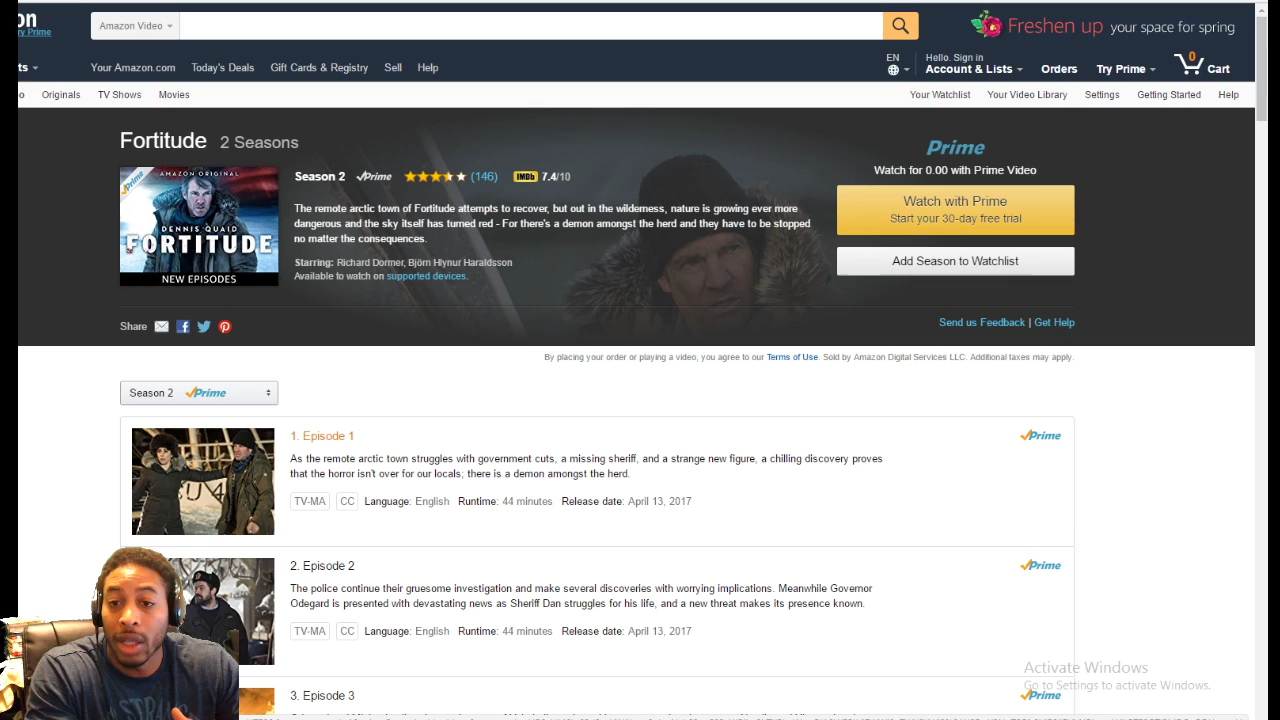 on
Amazon Video
Freshen up your space for spring
ry Prime
ts
Your Amazon.com Today's Deals Gift Cards & Registry Sell Help
EN
Hello. Sign in
Account & Lists
Orders
Try Prime
0
Cart
o Originals TV Shows Movies
Your Watchlist Your Video Library Settings Getting Started Help
Fortitude 2 Seasons
Prime
AMAZON ORIGINAL
DENNIS QUAID
FORTITUDE
NEW EPISODES
Season 2 Prime (146) IMDb 7.4/10
The remote arctic town of Fortitude attempts to recover, but out in the wilderness, nature is growing ever more
dangerous and the sky itself has turned red - For there's a demon amongst the herd and they have to be stopped
no matter the consequences.
Starring: Richard Dormer, Björn Hlynur Haraldsson
Available to watch on supported devices.
Prime
Watch for 0.00 with Prime Video
Watch with Prime
Start your 30-day free trial
Add Season to Watchlist
Share
Send us Feedback | Get Help
By placing your order or playing a video, you agree to our Terms of Use. Sold by Amazon Digital Services LLC. Additional taxes may apply.
Season 2 Prime
1. Episode 1
Prime
As the remote arctic town struggles with government cuts, a missing sheriff, and a strange new figure, a chilling discovery proves
that the horror isn't over for our locals; there is a demon amongst the herd.
TV-MA CC Language: English Runtime: 44 minutes Release date: April 13, 2017
2. Episode 2
Prime
The police continue their gruesome investigation and make several discoveries with worrying implications. Meanwhile Governor
Odegard is presented with devastating news as Sheriff Dan struggles for his life, and a new threat makes its presence known.
TV-MA CC Language: English Runtime: 44 minutes Release date: April 13, 2017
3. Episode 3
Prime
Activate Windows
Go to Settings to activate Windows.